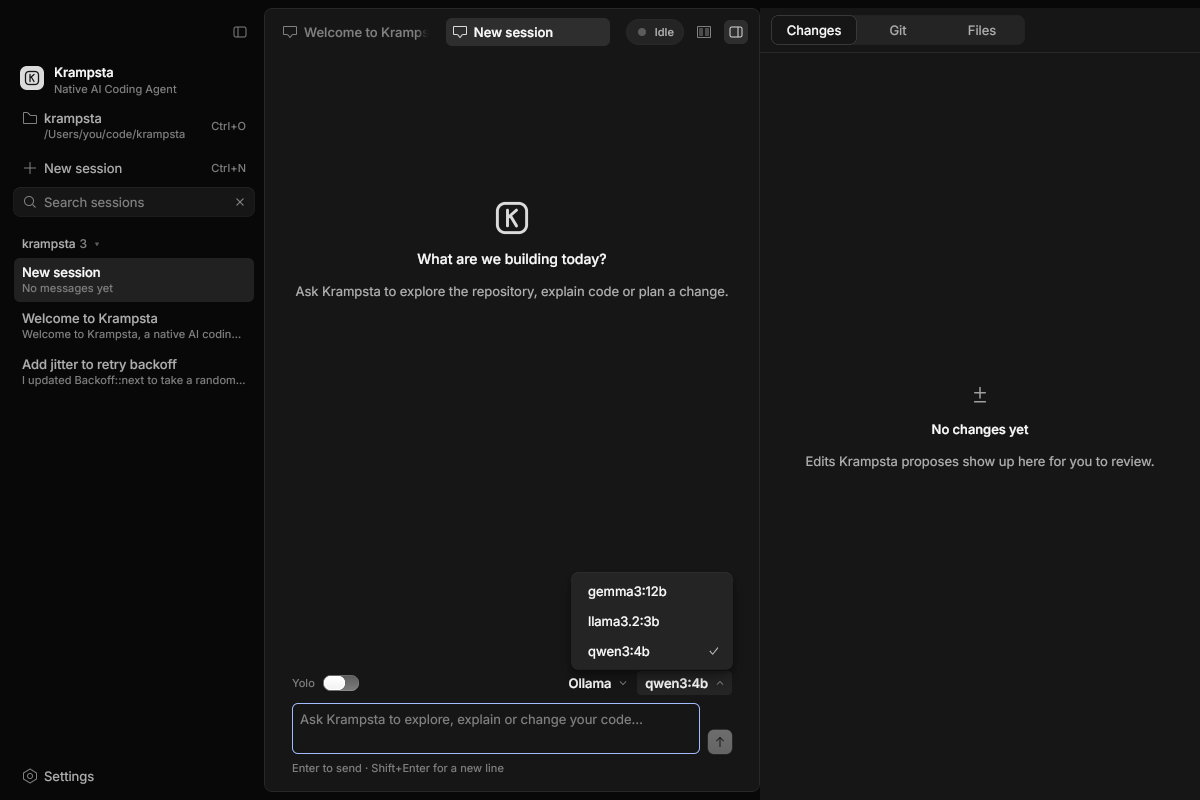 Krampsta
Native AI Coding Agent
krampsta
/Users/you/code/krampsta
Ctrl+O
New session
Ctrl+N
Search sessions
krampsta 3
New session
No messages yet
Welcome to Krampsta
Welcome to Krampsta, a native AI codin...
Add jitter to retry backoff
I updated Backoff::next to take a random...
Settings
Welcome to Kramps
New session
Idle
K
What are we building today?
Ask Krampsta to explore the repository, explain code or plan a change.
gemma3:12b
llama3.2:3b
qwen3:4b
Yolo
Ollama
qwen3:4b
Ask Krampsta to explore, explain or change your code...
Enter to send · Shift+Enter for a new line
Changes
Git
Files
No changes yet
Edits Krampsta proposes show up here for you to review.